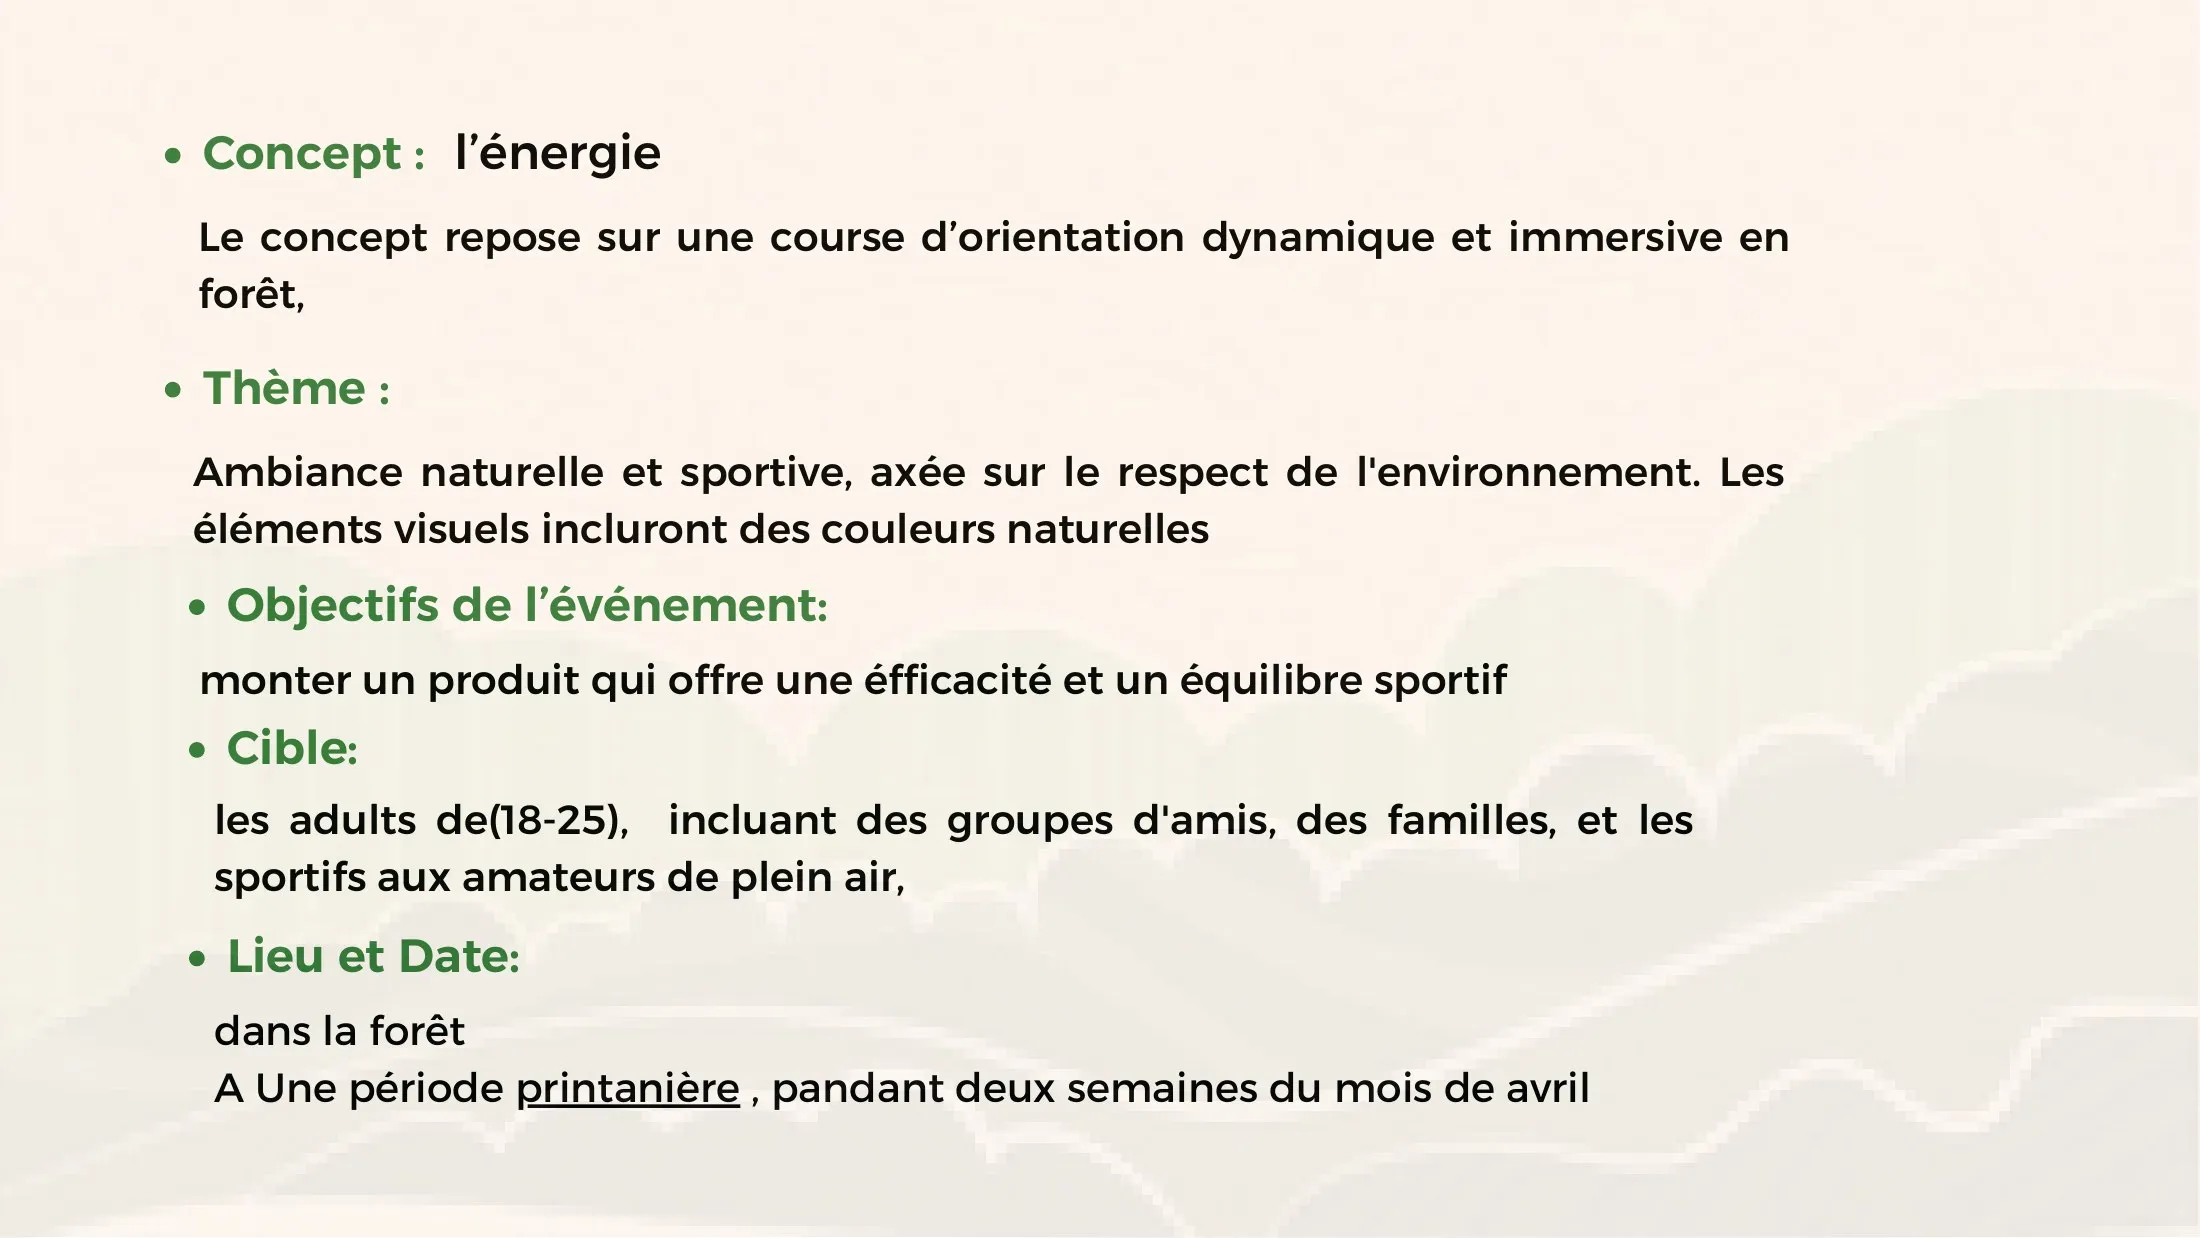 • Concept : l’énergie
Le concept repose sur une course d’orientation dynamique et immersive en
forêt,
• Thème :
Ambiance naturelle et sportive, axée sur le respect de l'environnement. Les
éléments visuels incluront des couleurs naturelles
• Objectifs de l’événement:
monter un produit qui offre une éfficacité et un équilibre sportif
• Cible:
les adults de(18-25), incluant des groupes d'amis, des familles, et les
sportifs aux amateurs de plein air,
• Lieu et Date:
dans la forêt
A Une période printanière , pandant deux semaines du mois de avril